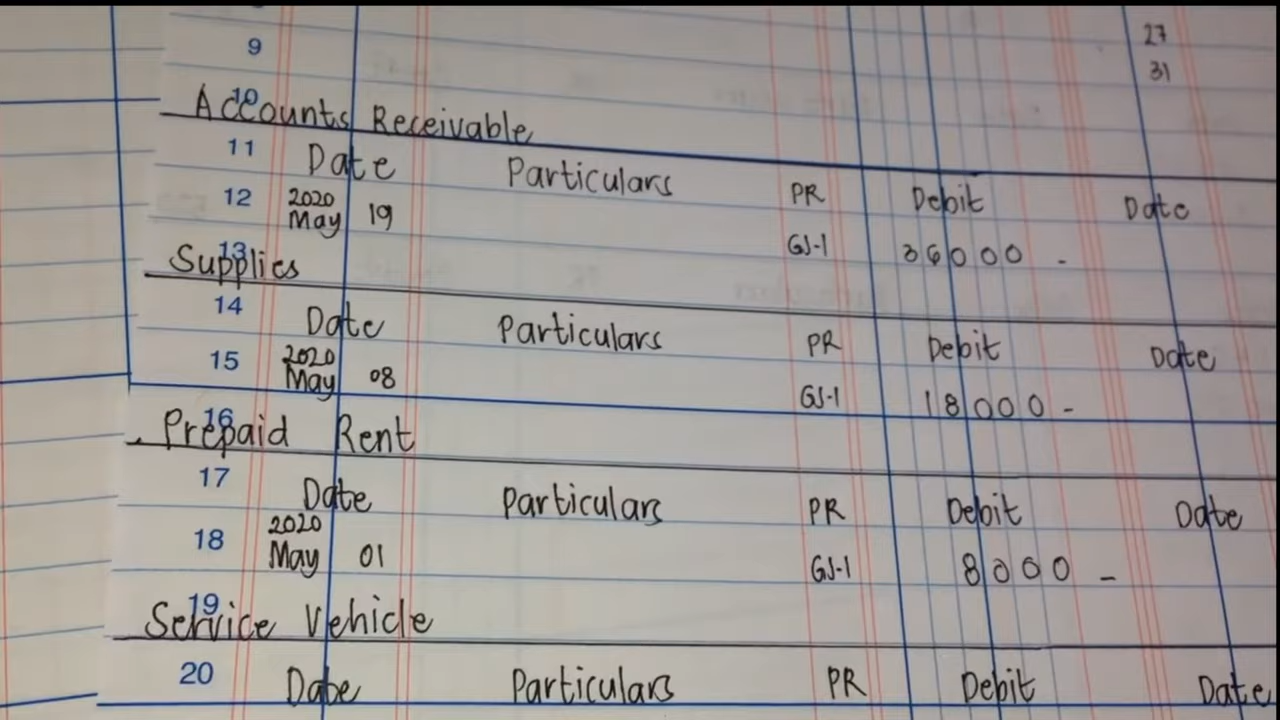 27
9
31
10
Accounts Receivable
11 Date Particulars PR Debit Date
12 2020 May 19 GJ-1 36000 -
13
Supplies
14 Date Particulars PR Debit Date
15 2020 May 08 GJ-1 18000 -
16
Prepaid Rent
17 Date Particulars PR Debit Date
18 2020 May 01 GJ-1 8000 -
19
Service Vehicle
20 Date Particulars PR Debit Date